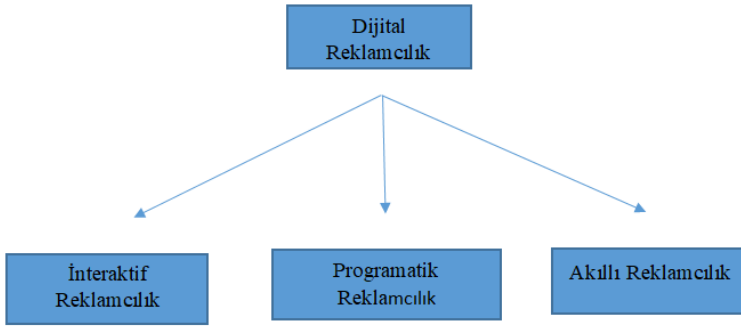 Dijital
Reklamcılık
İnteraktif
Reklamcılık
Programatik
Reklamcılık
Akıllı Reklamcılık